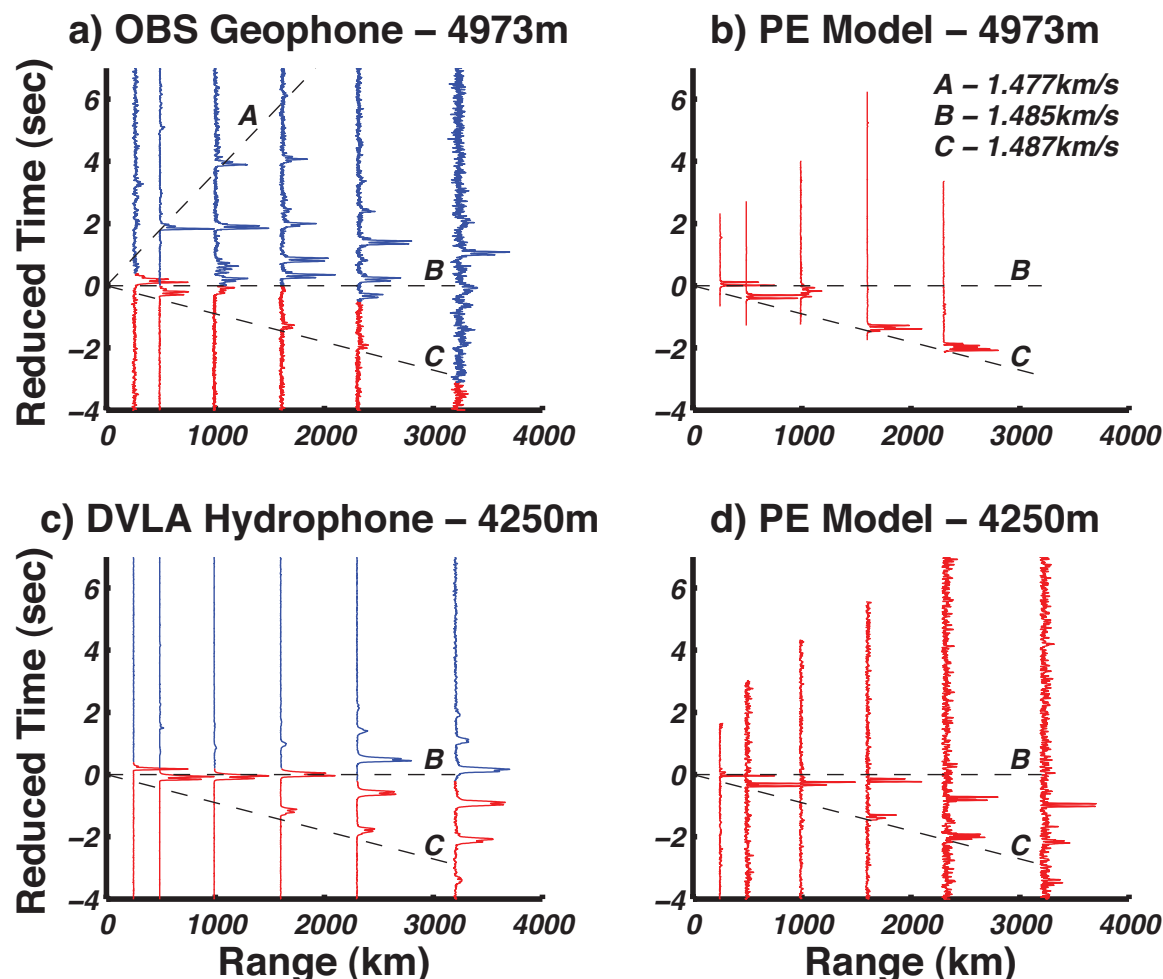 a) OBS Geophone – 4973m
b) PE Model – 4973m
Reduced Time (sec)
6
4
2
0
−2
−4
A
B
C
0 1000 2000 3000 4000
6
4
2
0
−2
−4
A – 1.477km/s
B – 1.485km/s
C – 1.487km/s
B
C
0 1000 2000 3000 4000
c) DVLA Hydrophone – 4250m
d) PE Model – 4250m
Reduced Time (sec)
6
4
2
0
−2
−4
B
C
0 1000 2000 3000 4000
Range (km)
6
4
2
0
−2
−4
B
C
0 1000 2000 3000 4000
Range (km)